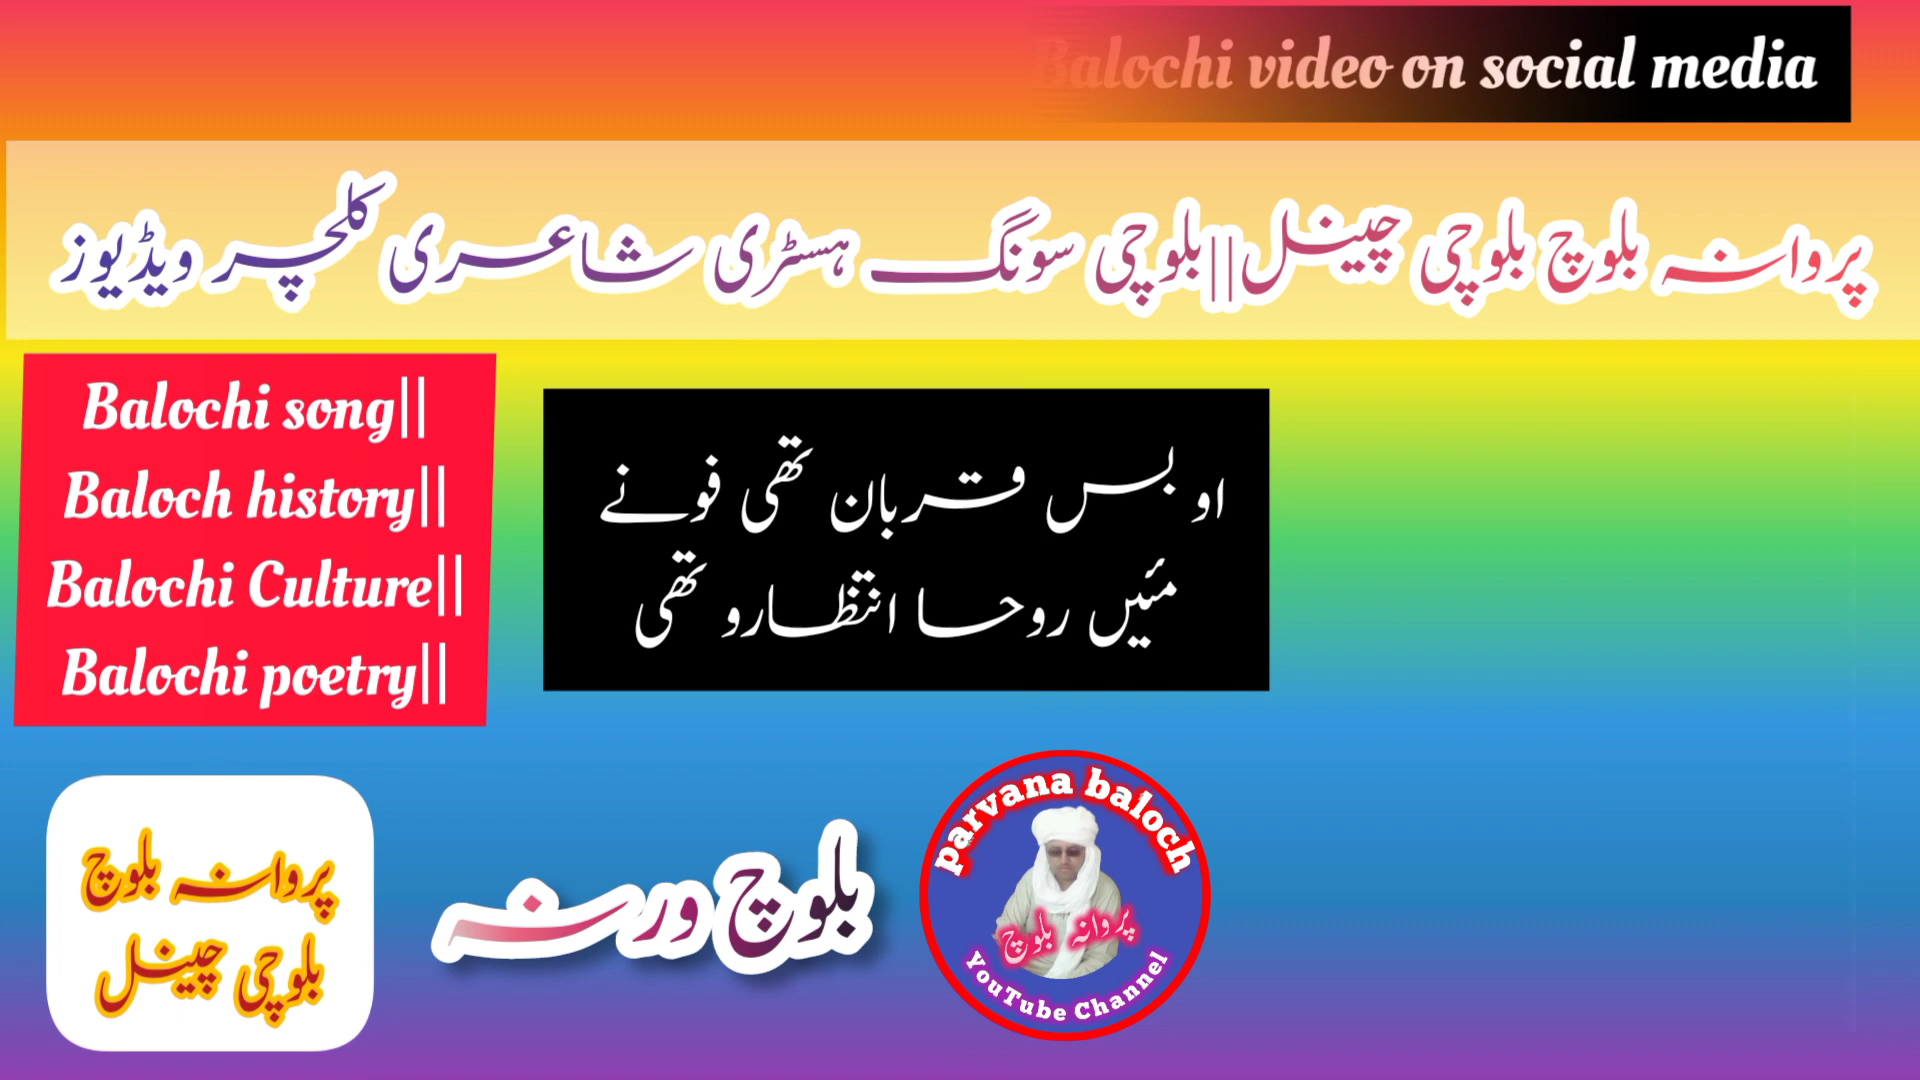 Balochi video on social media
پروانہ بلوچ بلوچی چینل||بلوچی سونگ ہسٹری شاعری کلچر ویڈیوز
Balochi song||
Baloch history||
Balochi Culture||
Balochi poetry||
او بس قربان تھی فونے
مئیں روحا انتظارو تھی
پروانہ بلوچ
بلوچی چینل
بلوچ ورنہ
parvana baloch
پروانہ بلوچ
YouTube Channel